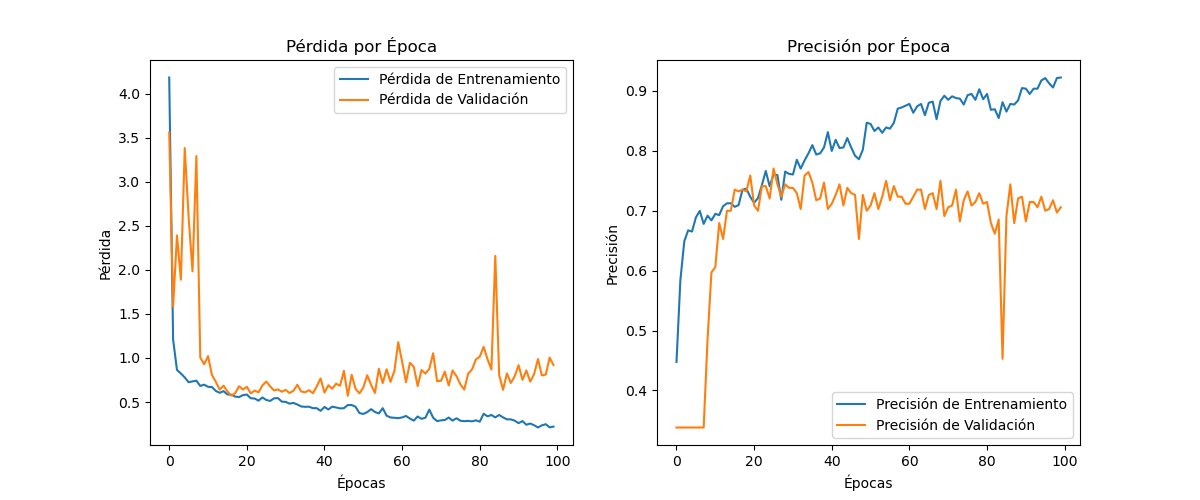 Pérdida por Época
Pérdida
4.0
3.5
3.0
2.5
2.0
1.5
1.0
0.5
0
20
40
60
80
100
Épocas
Pérdida de Entrenamiento
Pérdida de Validación
Precisión por Época
Precisión
0.9
0.8
0.7
0.6
0.5
0.4
0
20
40
60
80
100
Épocas
Precisión de Entrenamiento
Precisión de Validación